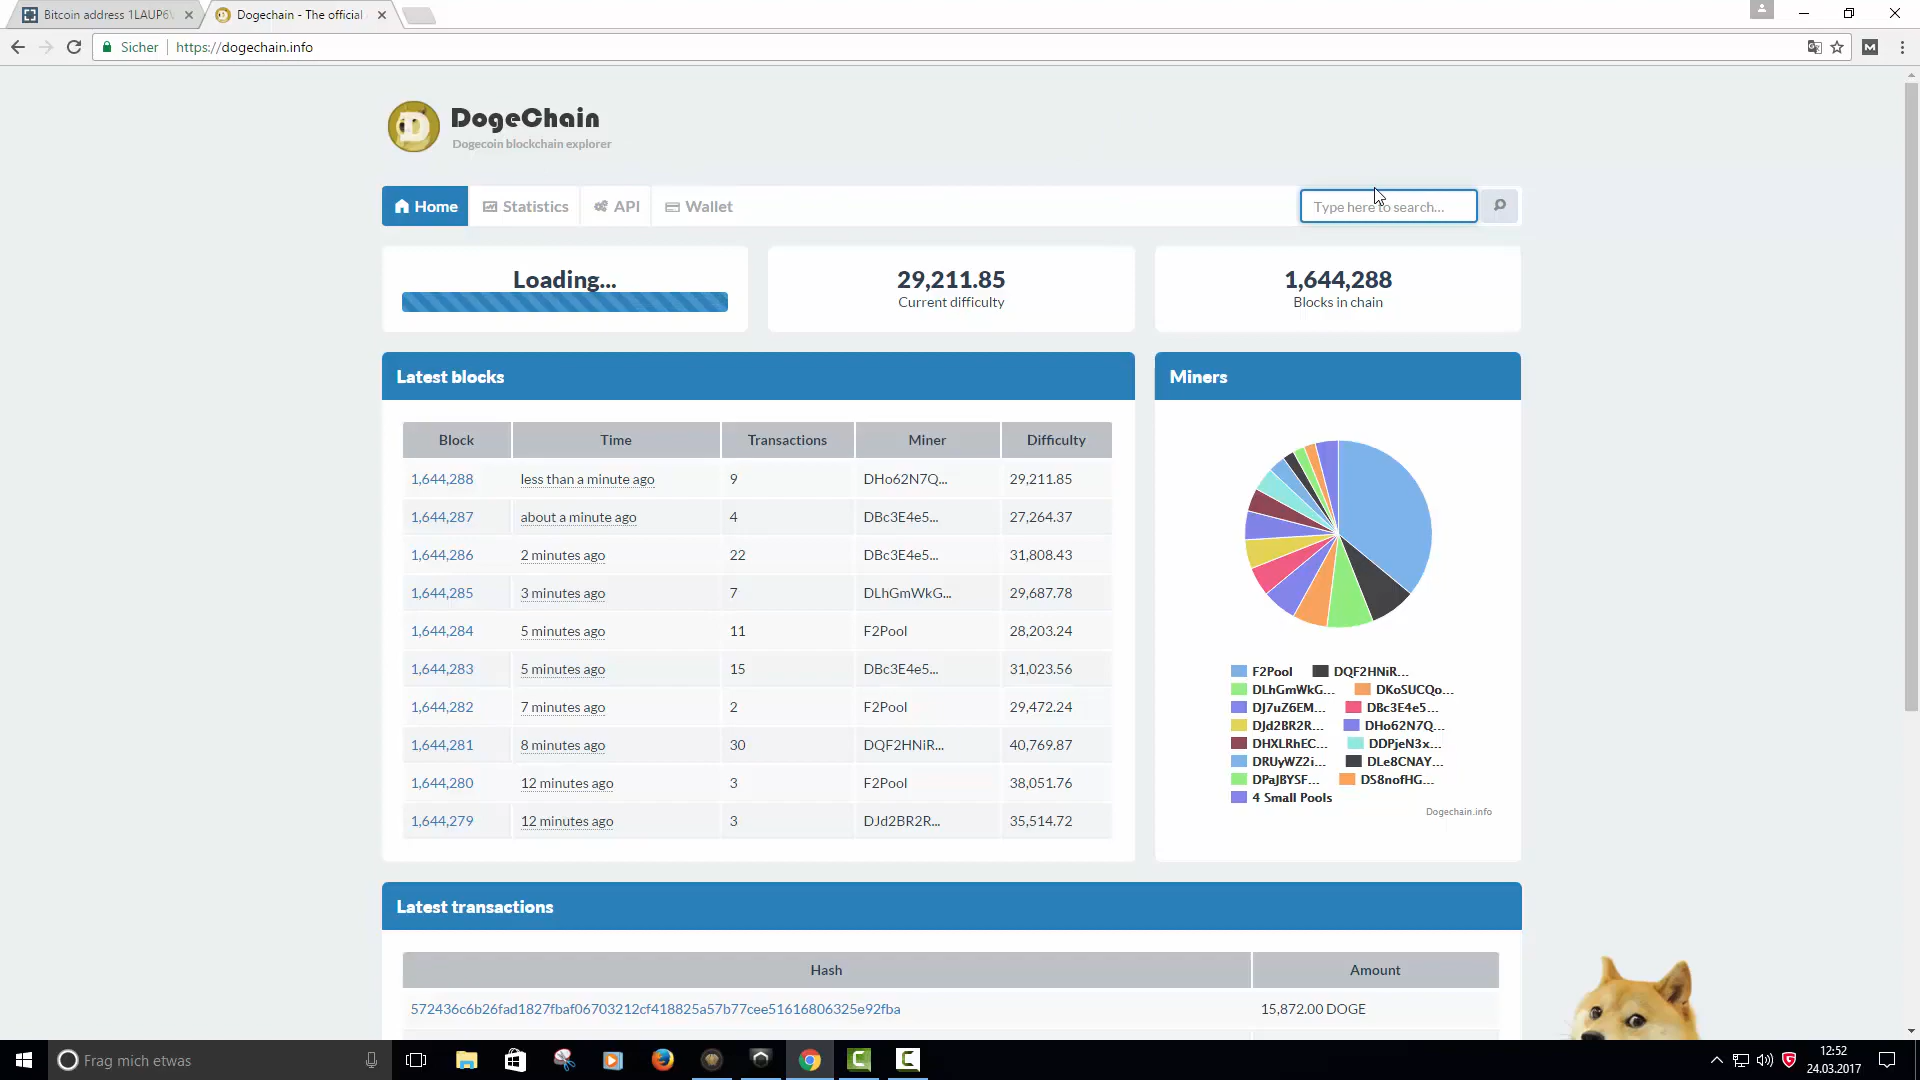 Bitcoin address 1LAUP6
Dogechain - The official
Sicher
https://dogechain.info
DogeChain
Dogecoin blockchain explorer
Home
Statistics
API
Wallet
Type here to search...
Loading...
29,211.85
Current difficulty
1,644,288
Blocks in chain
Latest blocks
Block Time Transactions Miner Difficulty
1,644,288 less than a minute ago 9 DHo62N7Q... 29,211.85
1,644,287 about a minute ago 4 DBc3E4e5... 27,264.37
1,644,286 2 minutes ago 22 DBc3E4e5... 31,808.43
1,644,285 3 minutes ago 7 DLhGmWkG... 29,687.78
1,644,284 5 minutes ago 11 F2Pool 28,203.24
1,644,283 5 minutes ago 15 DBc3E4e5... 31,023.56
1,644,282 7 minutes ago 2 F2Pool 29,472.24
1,644,281 8 minutes ago 30 DQF2HNiR... 40,769.87
1,644,280 12 minutes ago 3 F2Pool 38,051.76
1,644,279 12 minutes ago 3 DJd2BR2R... 35,514.72
Miners
F2Pool DQF2HNiR...
DLhGmWkG... DKoSUCQo...
DJ7uZ6EM... DBc3E4e5...
DJd2BR2R... DHo62N7Q...
DHXLRhEC... DDPjeN3x...
DRUyWZ2i... DLe8CNAY...
DPaJBYSF... DS8nofHG...
4 Small Pools
Dogechain.info
Latest transactions
Hash Amount
572436c6b26fad1827fbaf06703212cf418825a57b77cee51616806325e92fba 15,872.00 DOGE
Frag mich etwas
12:52
24.03.2017